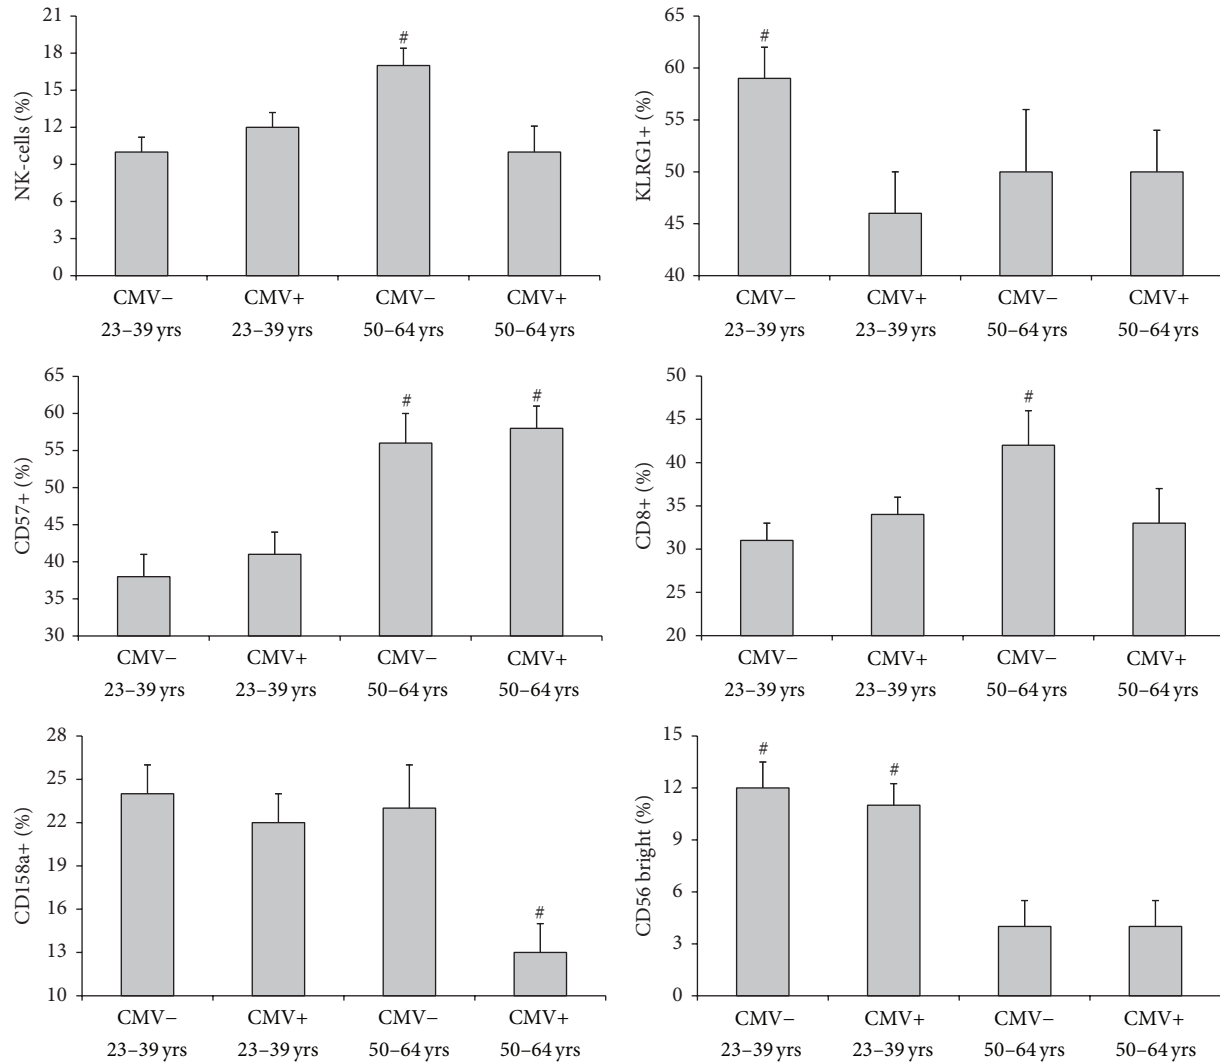 NK-cells (%)
21
18
15
12
9
6
3
0
#
CMV− CMV+ CMV− CMV+
23–39 yrs 23–39 yrs 50–64 yrs 50–64 yrs
KLRG1+ (%)
65
60
55
50
45
40
#
CMV− CMV+ CMV− CMV+
23–39 yrs 23–39 yrs 50–64 yrs 50–64 yrs
CD57+ (%)
65
60
55
50
45
40
35
30
# #
CMV− CMV+ CMV− CMV+
23–39 yrs 23–39 yrs 50–64 yrs 50–64 yrs
CD8+ (%)
50
45
40
35
30
25
20
#
CMV− CMV+ CMV− CMV+
23–39 yrs 23–39 yrs 50–64 yrs 50–64 yrs
CD158a+ (%)
28
25
22
19
16
13
10
#
CMV− CMV+ CMV− CMV+
23–39 yrs 23–39 yrs 50–64 yrs 50–64 yrs
CD56 bright (%)
15
12
9
6
3
0
# #
CMV− CMV+ CMV− CMV+
23–39 yrs 23–39 yrs 50–64 yrs 50–64 yrs